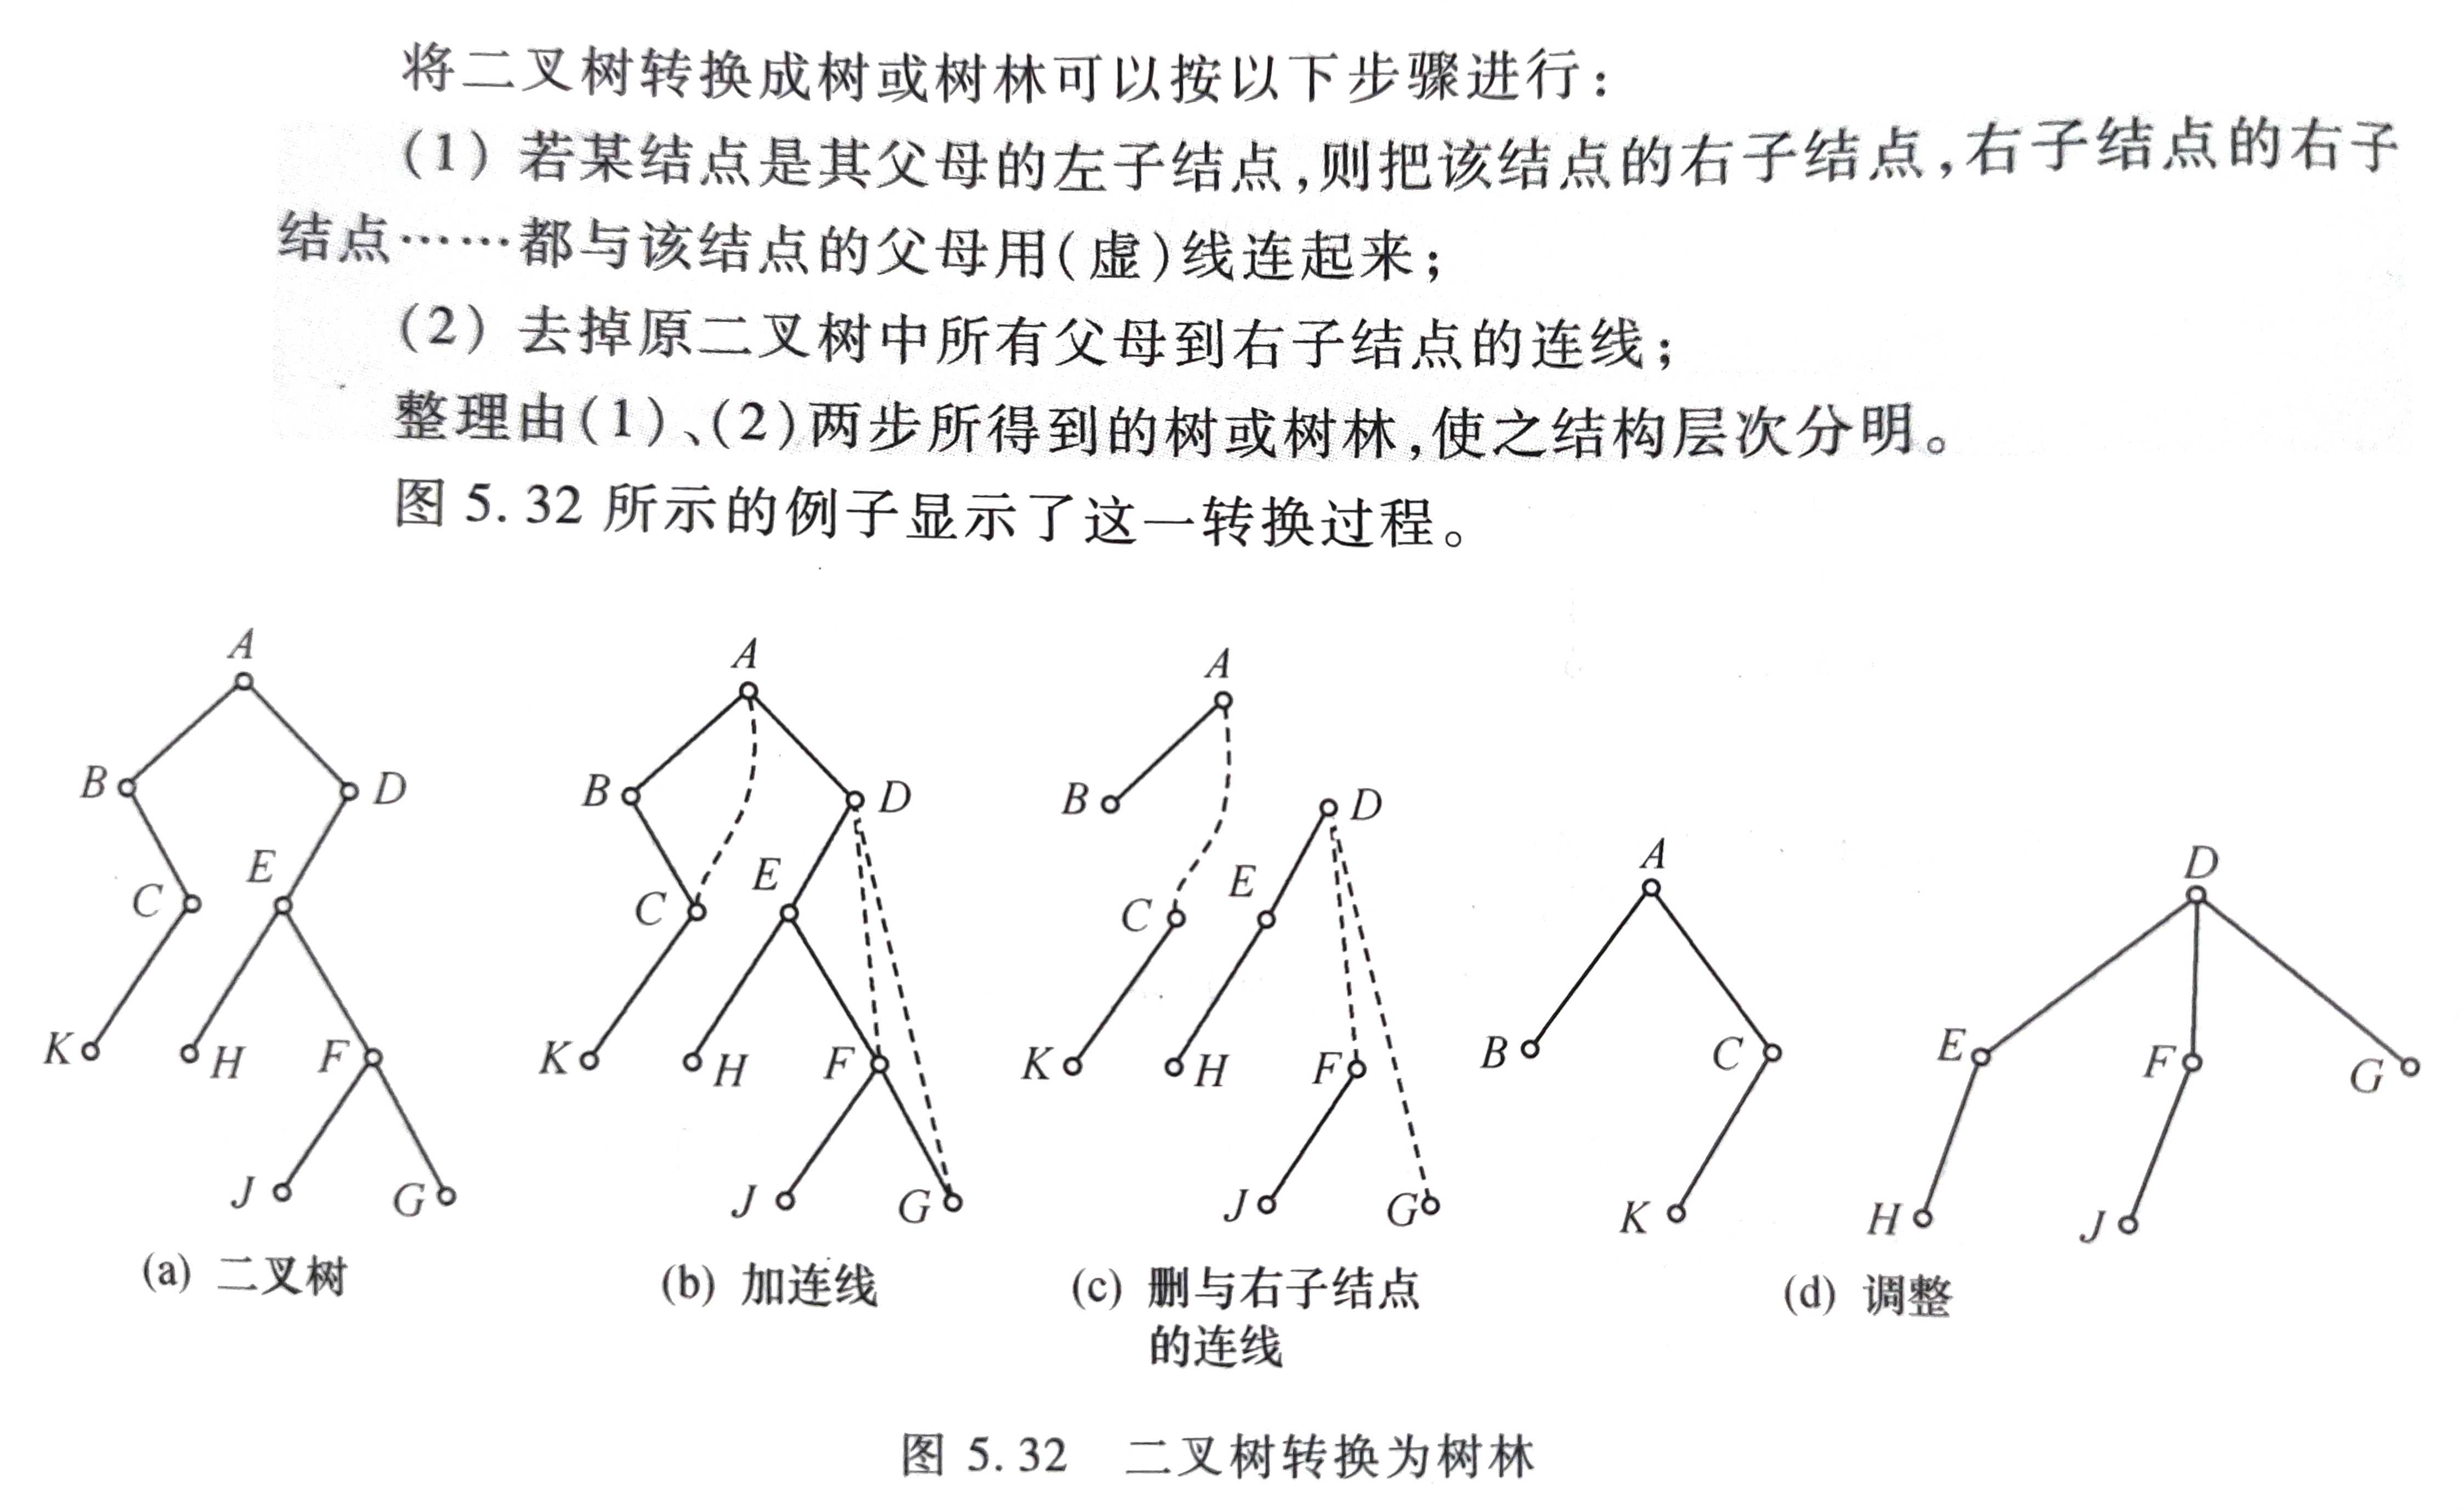 将二叉树转换成树或树林可以按以下步骤进行：
(1) 若某结点是其父母的左子结点,则把该结点的右子结点,右子结点的右子
结点……都与该结点的父母用(虚)线连起来；
(2) 去掉原二叉树中所有父母到右子结点的连线；
整理由(1)、(2)两步所得到的树或树林,使之结构层次分明。
图 5.32 所示的例子显示了这一转换过程。
A
B D
E
C
K H F
J G
(a) 二叉树
A
B D
E
C
K H F
J G
(b) 加连线
A
B D
E
C
K H F
J G
(c) 删与右子结点
的连线
A D
B C E F G
K H J
(d) 调整
图 5.32 二叉树转换为树林